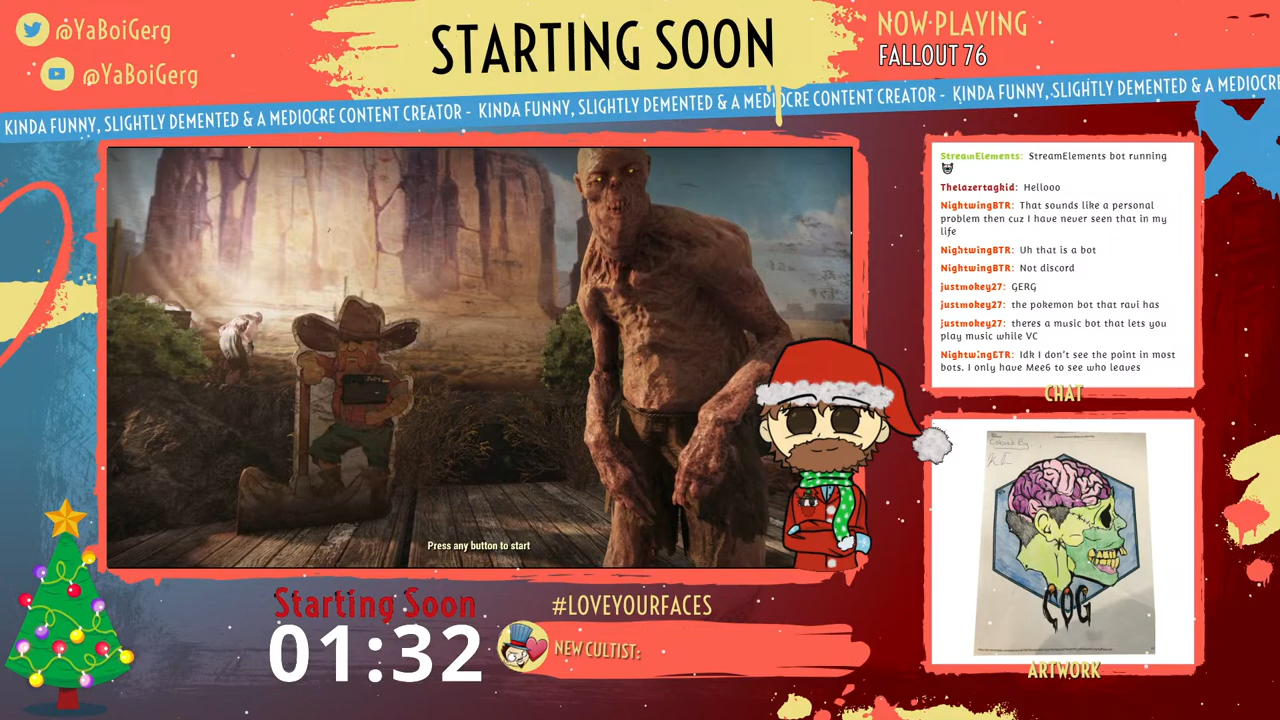 @YaBoiGerg
@YaBoiGerg
STARTING SOON
NOW PLAYING
FALLOUT 76
KINDA FUNNY, SLIGHTLY DEMENTED & A MEDIOCRE CONTENT CREATOR - KINDA FUNNY, SLIGHTLY DEMENTED & A MEDIOCRE CONTENT CREATOR - KINDA FUNNY, SLIGHTLY DEMENTED & A MEDIOCRE
StreamElements: StreamElements bot running
Thelazertagkid: Hellooo
NightwingBTR: That sounds like a personal
problem then cuz I have never seen that in my
life
NightwingBTR: Uh that is a bot
NightwingBTR: Not discord
justmokey27: GERG
justmokey27: the pokemon bot that ravi has
justmokey27: theres a music bot that lets you
play music while VC
NightwingBTR: Idk I don't see the point in most
bots. I only have Mee6 to see who leaves
CHAT
Press any button to start
Colored By
COG
ARTWORK
Starting Soon
01:32
#LOVEYOURFACES
NEW CULTIST: